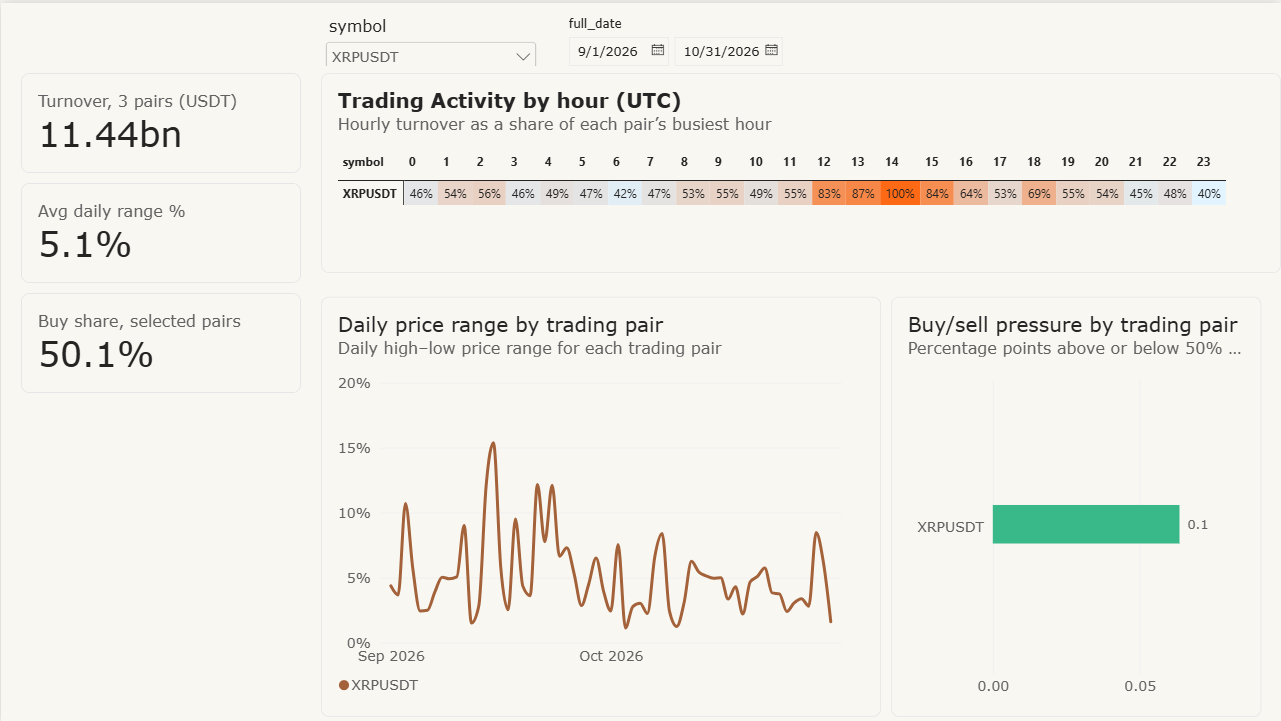 symbol
XRPUSDT
full_date
9/1/2026 10/31/2026
Turnover, 3 pairs (USDT)
11.44bn
Avg daily range %
5.1%
Buy share, selected pairs
50.1%
Trading Activity by hour (UTC)
Hourly turnover as a share of each pair’s busiest hour
symbol 0 1 2 3 4 5 6 7 8 9 10 11 12 13 14 15 16 17 18 19 20 21 22 23
XRPUSDT 46% 54% 56% 46% 49% 47% 42% 47% 53% 55% 49% 55% 83% 87% 100% 84% 64% 53% 69% 55% 54% 45% 48% 40%
Daily price range by trading pair
Daily high–low price range for each trading pair
20%
15%
10%
5%
0%
Sep 2026 Oct 2026
XRPUSDT
Buy/sell pressure by trading pair
Percentage points above or below 50% ...
XRPUSDT 0.1
0.00 0.05